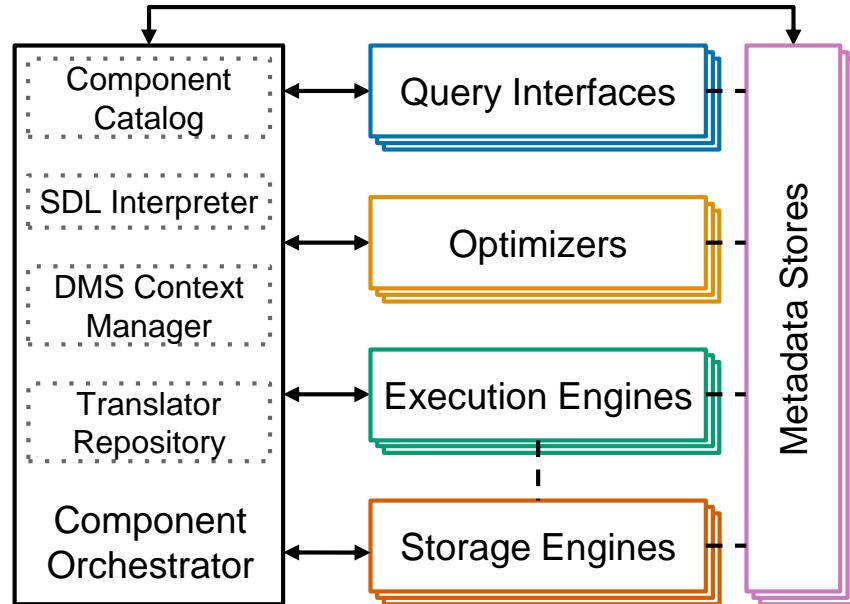 Component
Catalog
SDL Interpreter
DMS Context
Manager
Translator
Repository
Component
Orchestrator
Query Interfaces
Optimizers
Execution Engines
Storage Engines
Metadata Stores